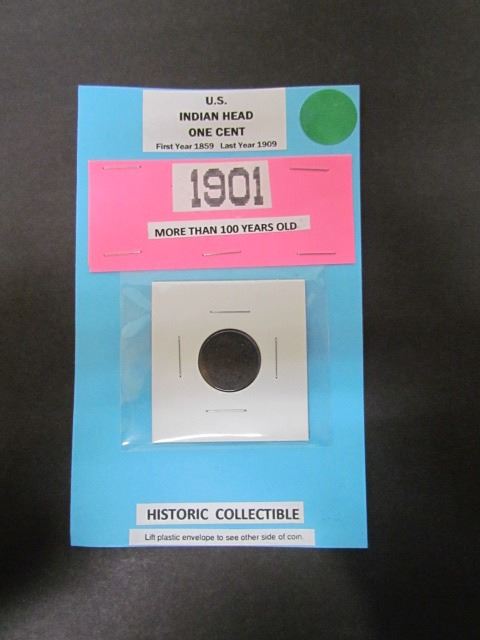 U.S.
INDIAN HEAD
ONE CENT
First Year 1859 Last Year 1909
1901
MORE THAN 100 YEARS OLD
HISTORIC COLLECTIBLE
Lift plastic envelope to see other side of coin.